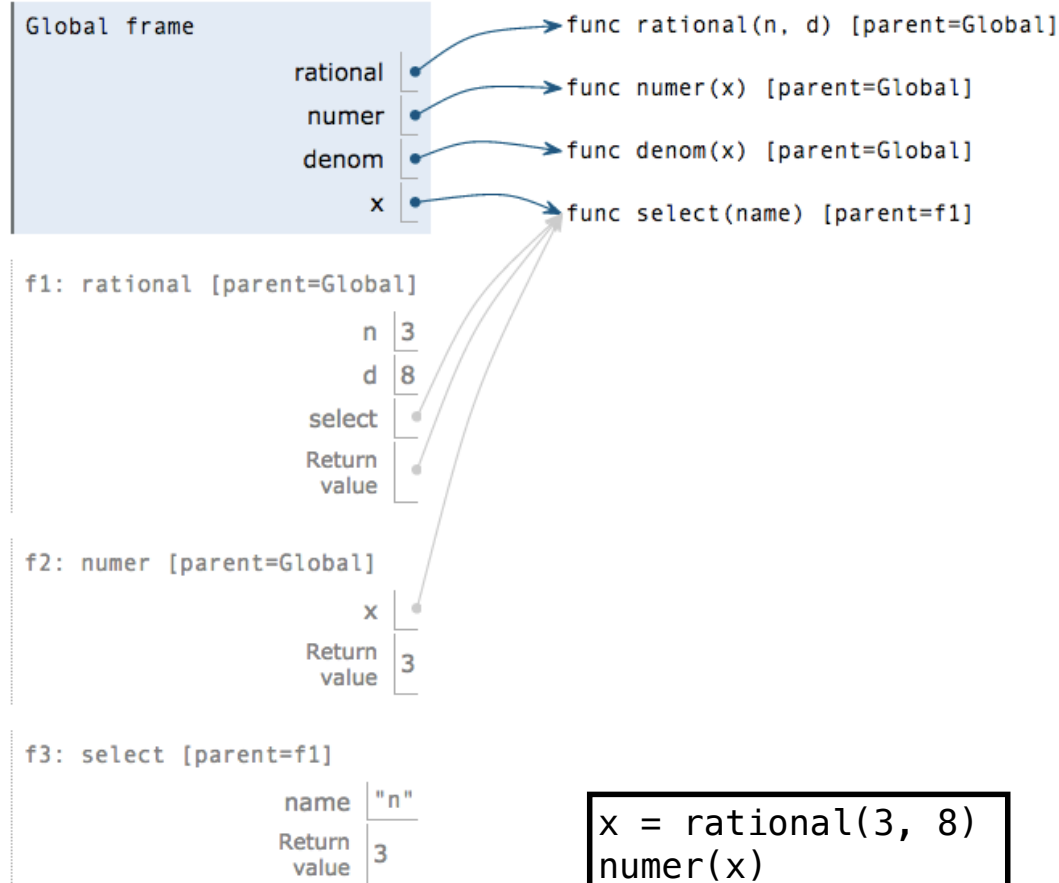 Global frame
rational
numer
denom
x
func rational(n, d) [parent=Global]
func numer(x) [parent=Global]
func denom(x) [parent=Global]
func select(name) [parent=f1]
f1: rational [parent=Global]
n 3
d 8
select
Return
value
f2: numer [parent=Global]
x
Return
value 3
f3: select [parent=f1]
name "n"
Return
value 3
x = rational(3, 8)
numer(x)